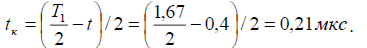 t_к = (T_1/2 − t)/2 = (1,67/2 − 0,4)/2 = 0,21 мкс.